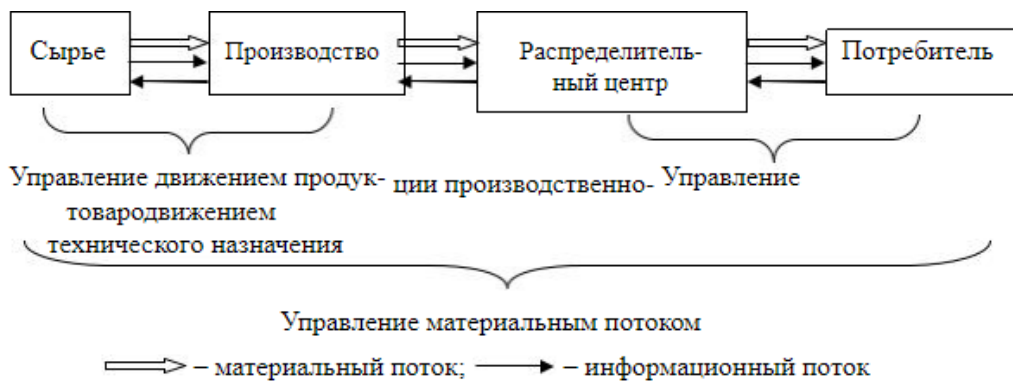 Сырье
Производство
Распределитель-
ный центр
Потребитель
Управление движением продук- ции производственно- Управление
товародвижением
технического назначения
Управление материальным потоком
– материальный поток; – информационный поток